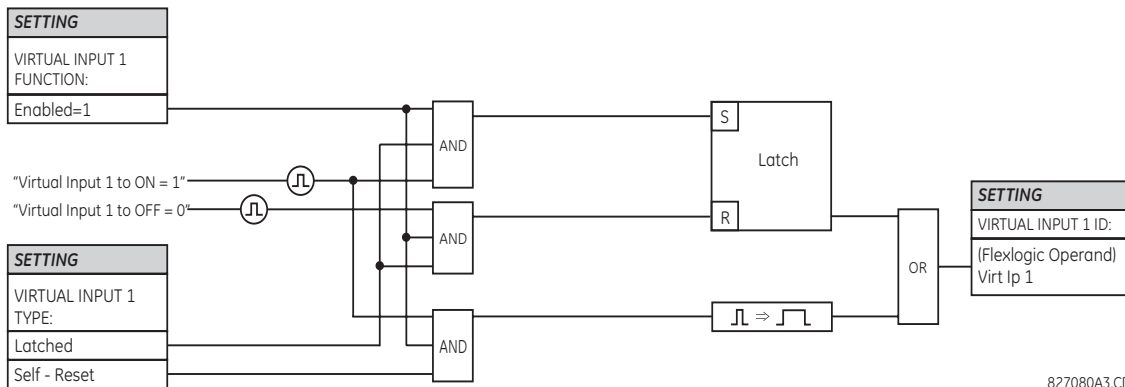 SETTING
VIRTUAL INPUT 1
FUNCTION:
Enabled=1
"Virtual Input 1 to ON = 1"
"Virtual Input 1 to OFF = 0"
SETTING
VIRTUAL INPUT 1
TYPE:
Latched
Self - Reset
AND
AND
AND
S
Latch
R
OR
SETTING
VIRTUAL INPUT 1 ID:
(Flexlogic Operand)
Virt Ip 1
827080A3.CD